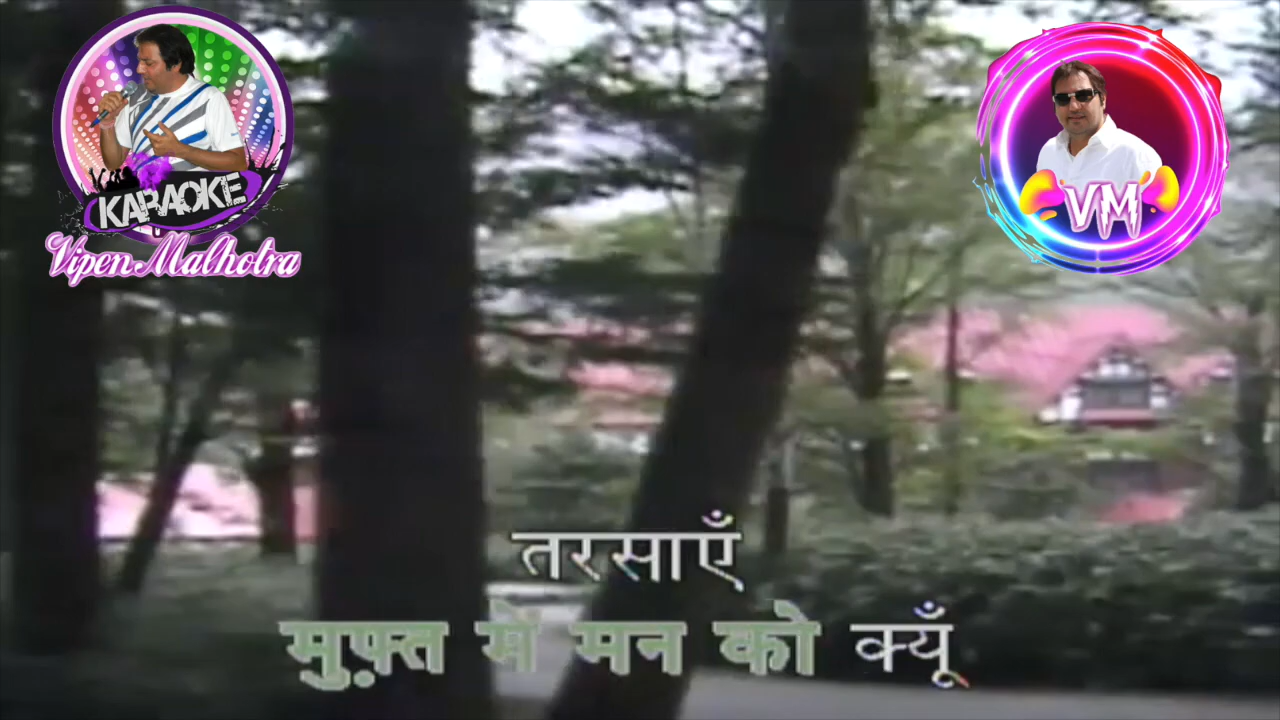 KARAOKE
Vipen Malhotra
VM
तरसाएँ
मुफ़्त में मन को क्यूँ